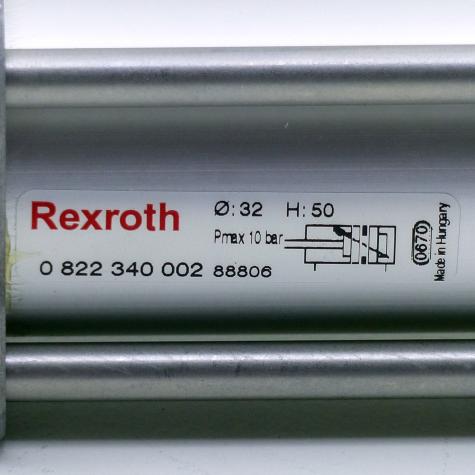 Rexroth
Ø: 32 H: 50
Pmax 10 bar
0 822 340 002 88806
0670
Made in Hungary